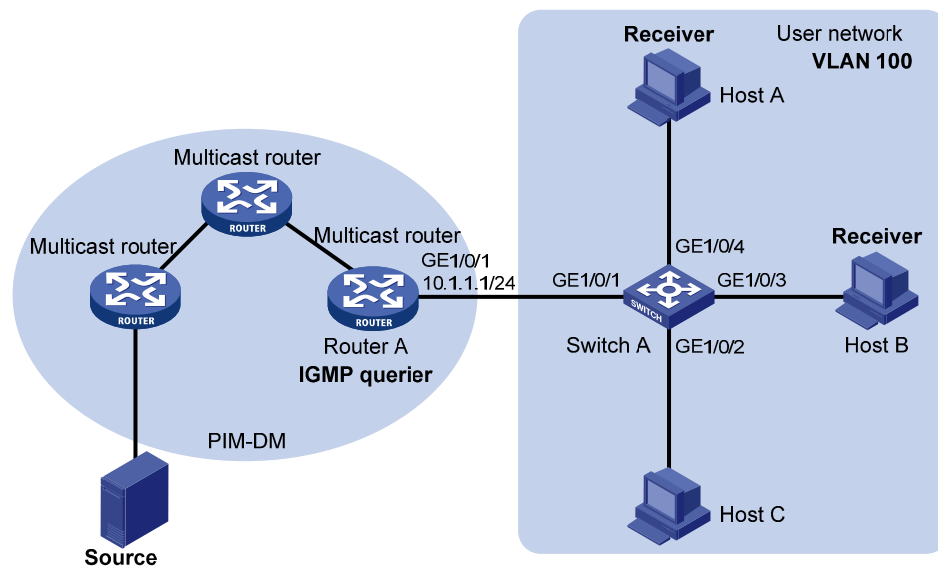 Receiver
User network
VLAN 100
Host A
Multicast router
ROUTER
Multicast router
Multicast router
GE1/0/1
10.1.1.1/24
GE1/0/4
Receiver
GE1/0/1
GE1/0/3
ROUTER
ROUTER
SWITCH
Router A
IGMP querier
Switch A
GE1/0/2
Host B
PIM-DM
Host C
Source